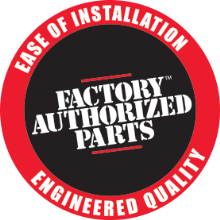 EASE OF INSTALLATION
FACTORY™
AUTHORIZED
PARTS
ENGINEERED QUALITY